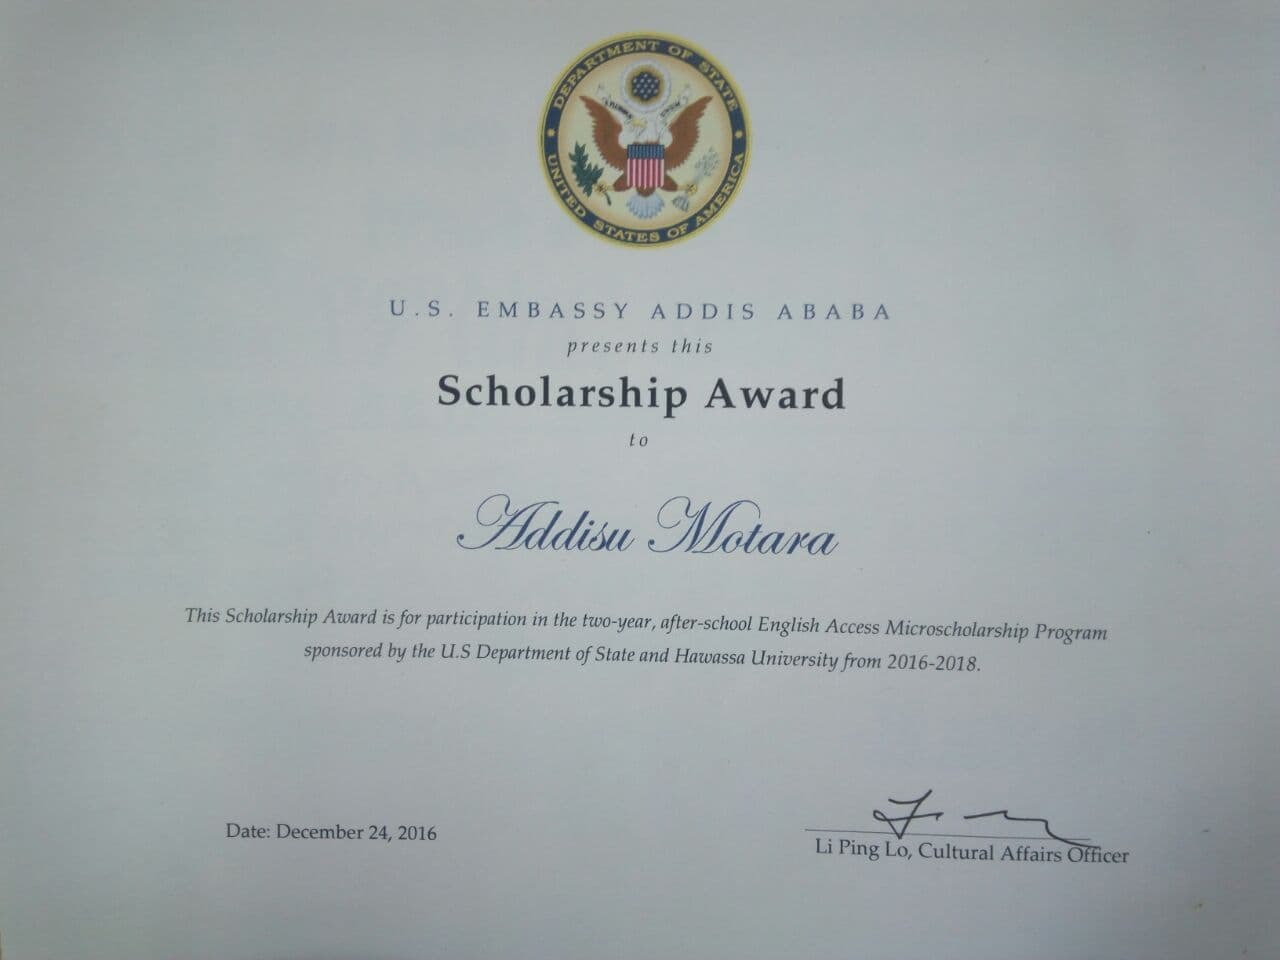 DEPARTMENT OF STATE
UNITED STATES OF AMERICA
U.S. EMBASSY ADDIS ABABA
presents this
Scholarship Award
to
Addisu Motara
This Scholarship Award is for participation in the two-year, after-school English Access Microscholarship Program
sponsored by the U.S Department of State and Hawassa University from 2016-2018.
Date: December 24, 2016
Li Ping Lo, Cultural Affairs Officer